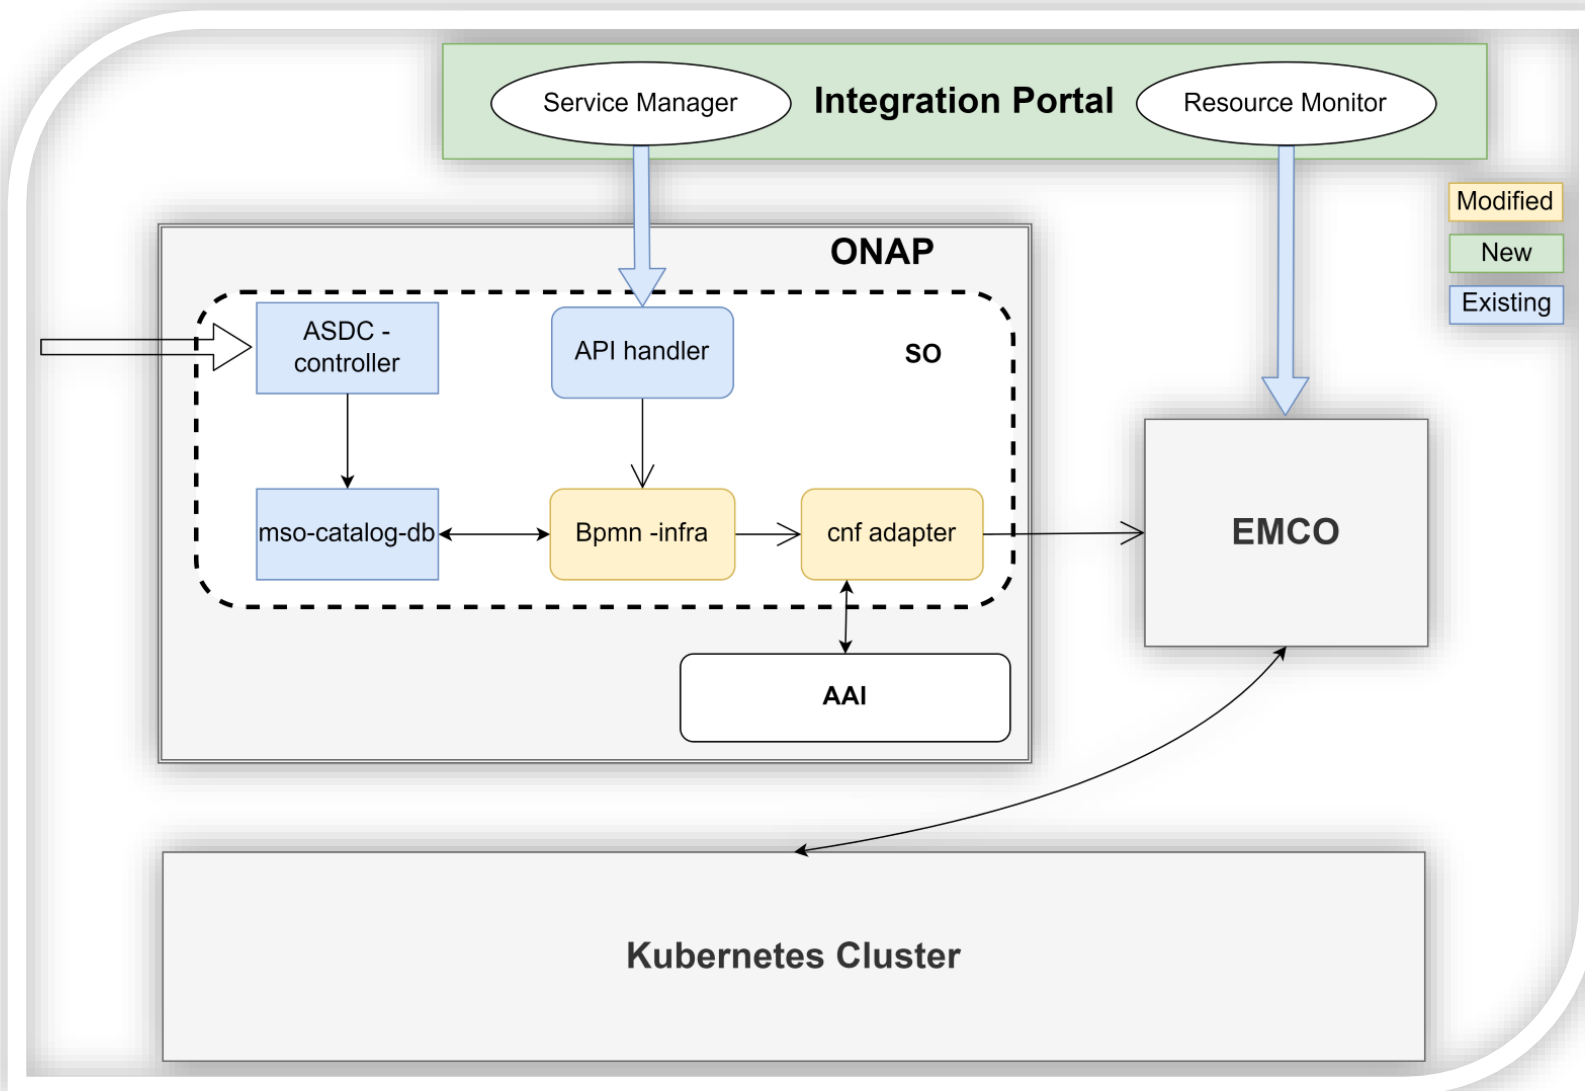 Service Manager
Integration Portal
Resource Monitor
Modified
New
Existing
ONAP
ASDC -
controller
API handler
SO
mso-catalog-db
Bpmn -infra
cnf adapter
EMCO
AAI
Kubernetes Cluster